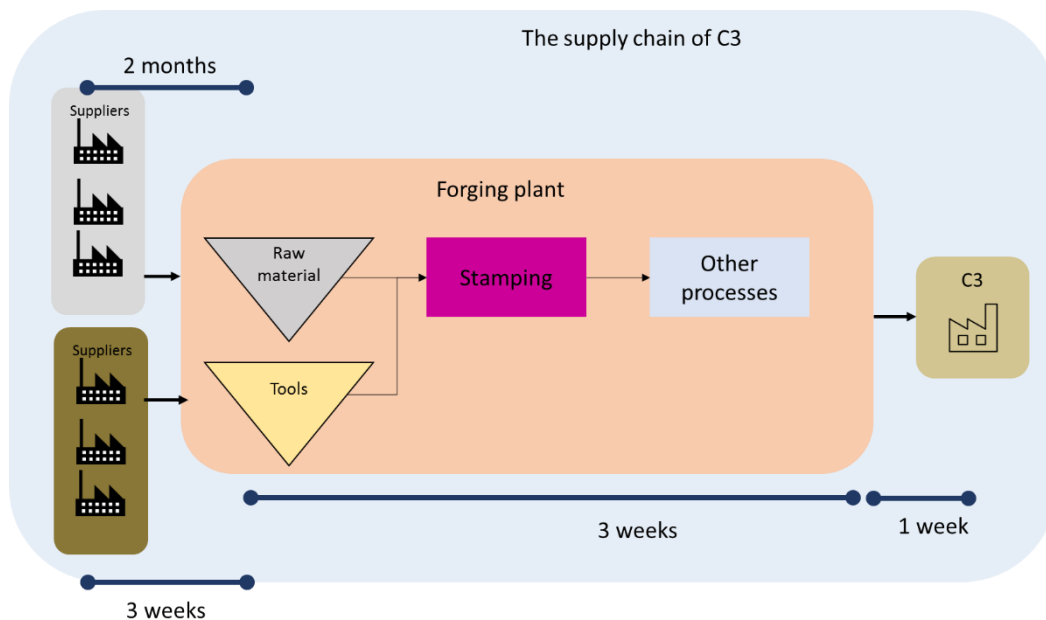 The supply chain of C3
2 months
Suppliers
Forging plant
Raw
material
Stamping
Other
processes
C3
Suppliers
Tools
3 weeks
1 week
3 weeks